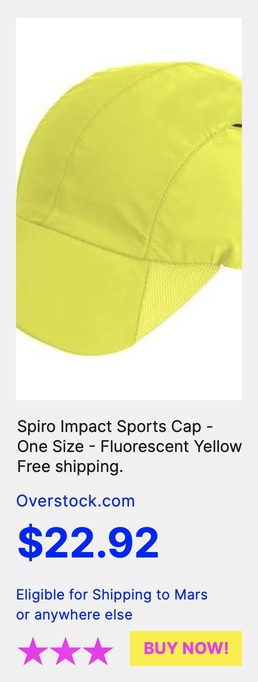 Spiro Impact Sports Cap -
One Size - Fluorescent Yellow
Free shipping.
Overstock.com
$22.92
Eligible for Shipping to Mars
or anywhere else
BUY NOW!